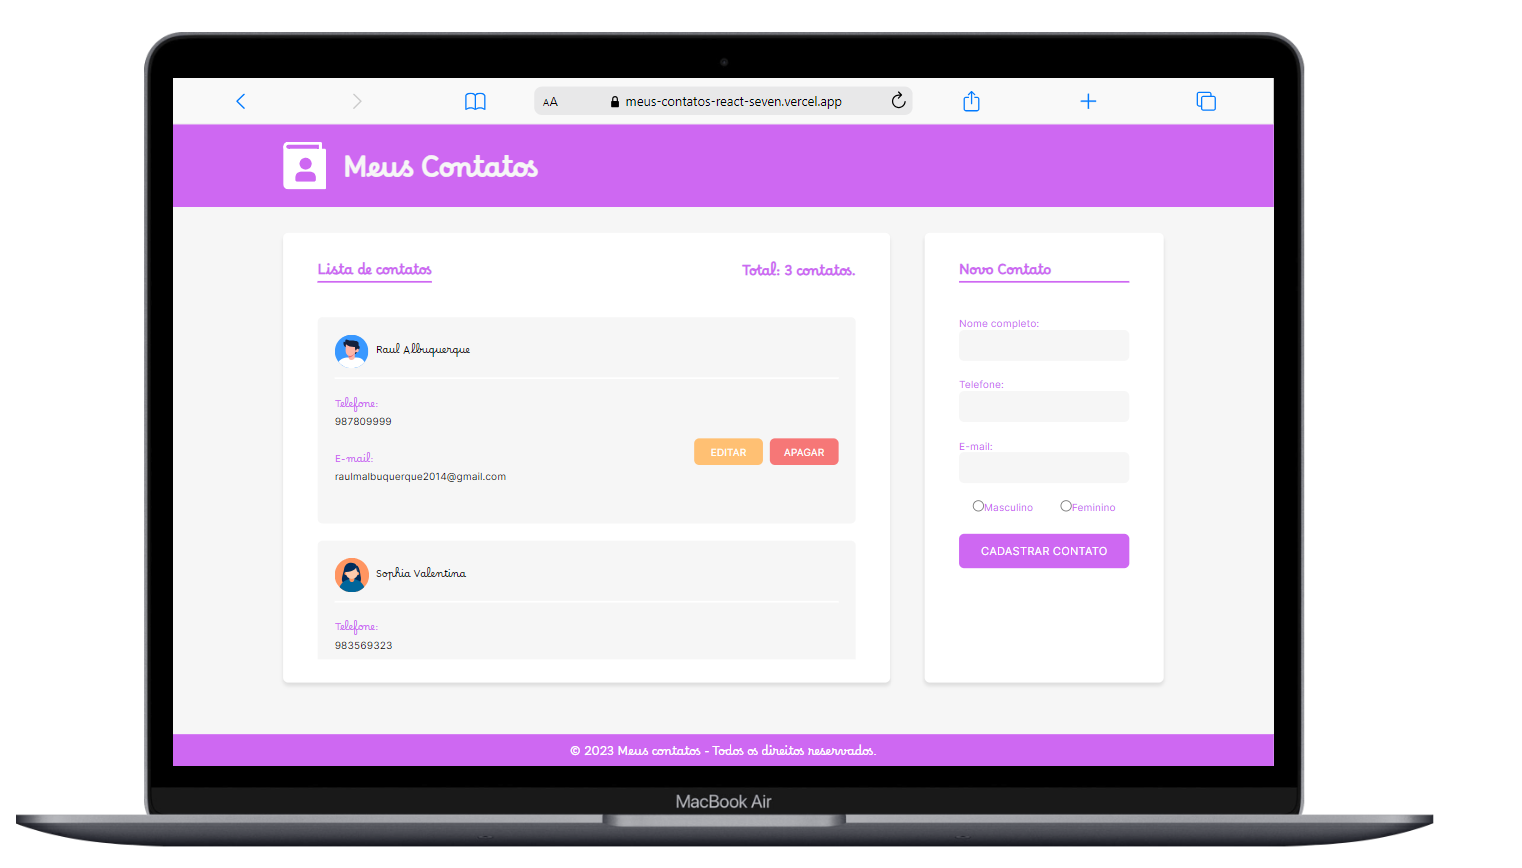 AA meus-contatos-react-seven.vercel.app
Meus Contatos
Lista de contatos
Total: 3 contatos.
Raul Albuquerque
Telefone:
987809999
E-mail:
raulmalbuquerque2014@gmail.com
EDITAR APAGAR
Sophia Valentina
Telefone:
983569323
Novo Contato
Nome completo:
Telefone:
E-mail:
Masculino Feminino
CADASTRAR CONTATO
© 2023 Meus contatos - Todos os direitos reservados.
MacBook Air